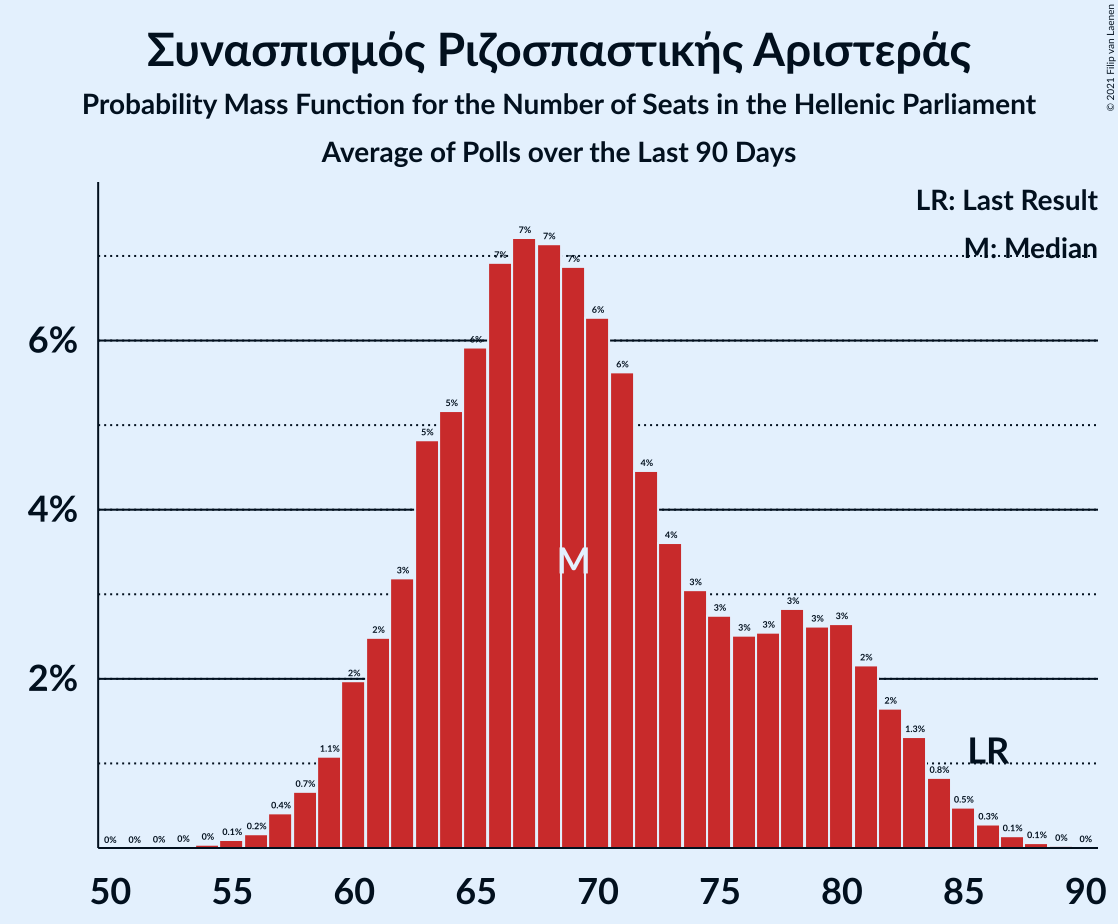 Συνασπισμός Ριζοσπαστικής Αριστεράς
Probability Mass Function for the Number of Seats in the Hellenic Parliament
Average of Polls over the Last 90 Days
© 2021 Filip van Laenen
LR: Last Result
M: Median
6%
4%
2%
0% 0% 0% 0% 0% 0.1% 0.2% 0.4% 0.7% 1.1% 2% 2% 3% 5% 5% 6% 7% 7% 7% 7% 6% 6% 4% 4% 3% 3% 3% 3% 3% 3% 3% 2% 2% 1.3% 0.8% 0.5% 0.3% 0.1% 0.1% 0% 0%
M
LR
50 55 60 65 70 75 80 85 90